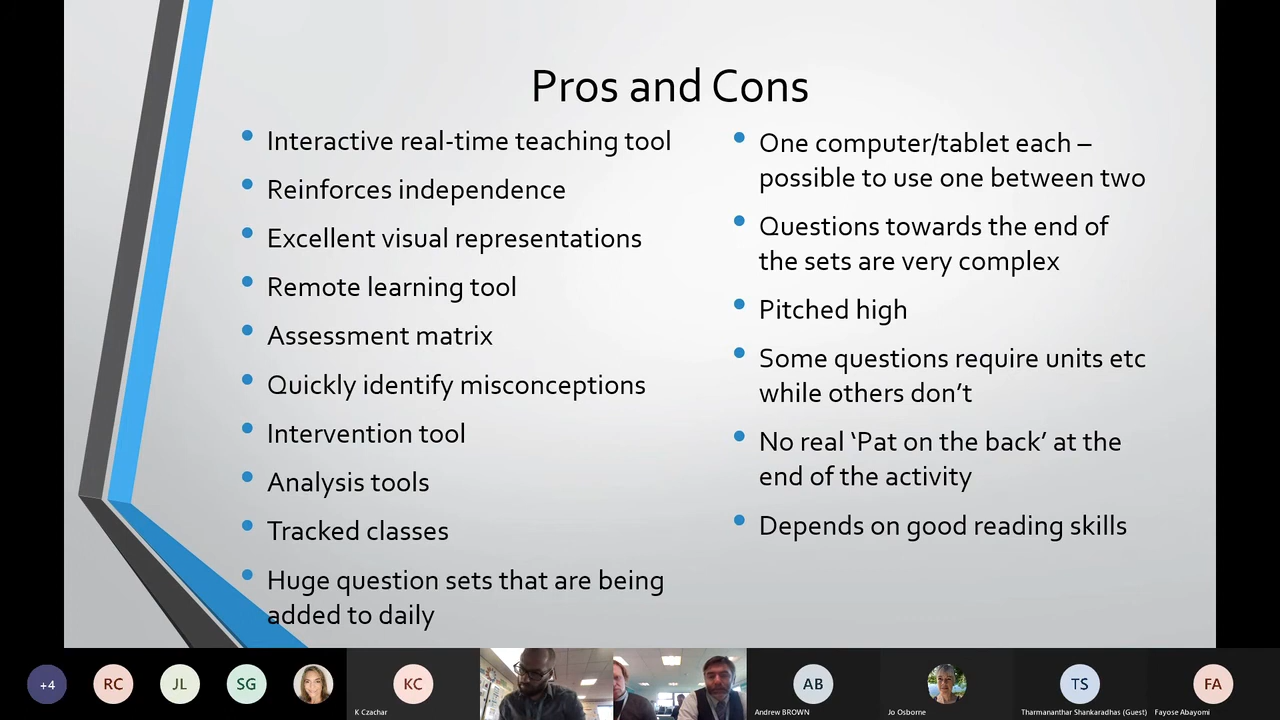 Pros and Cons
Interactive real-time teaching tool
Reinforces independence
Excellent visual representations
Remote learning tool
Assessment matrix
Quickly identify misconceptions
Intervention tool
Analysis tools
Tracked classes
Huge question sets that are being
added to daily
One computer/tablet each –
possible to use one between two
Questions towards the end of
the sets are very complex
Pitched high
Some questions require units etc
while others don’t
No real ‘Pat on the back’ at the
end of the activity
Depends on good reading skills
+4
RC
JL
SG
KC
K Czachar
AB
Andrew BROWN
Jo Osborne
TS
Tharmananthar Shankaradhas (Guest)
FA
Fayose Abayomi